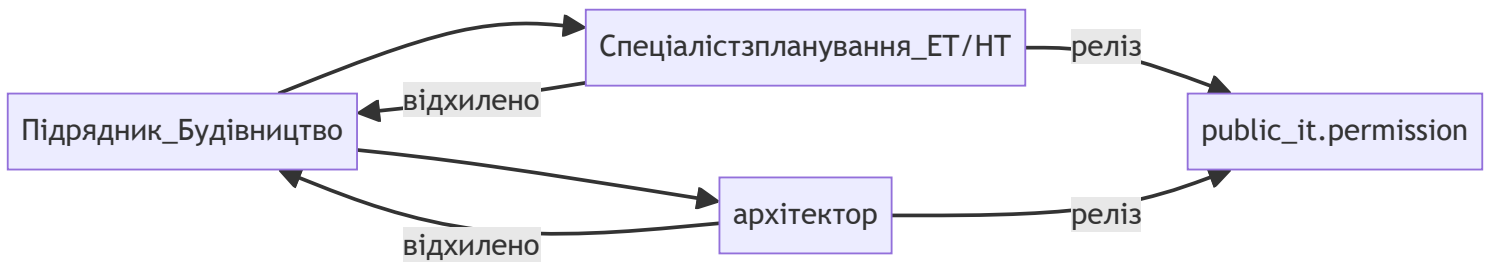 Спеціалістзпланування_ЕТ/НТ
реліз
відхилено
Підрядник_Будівництво
public_it.permission
архітектор
реліз
відхилено